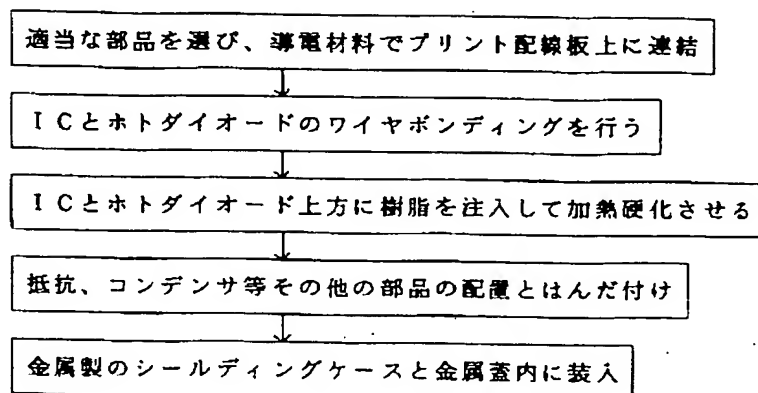 適当な部品を選び、導電材料でプリント配線板上に連結
ICとホトダイオードのワイヤボンディングを行う
ICとホトダイオード上方に樹脂を注入して加熱硬化させる
抵抗、コンデンサ等その他の部品の配置とはんだ付け
金属製のシールディングケースと金属蓋内に装入